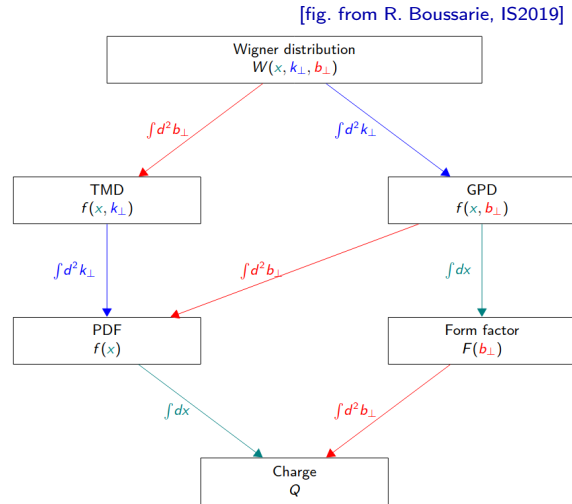 [fig. from R. Boussarie, IS2019]
Wigner distribution
W(x, k⊥, b⊥)
∫d²b⊥
∫d²k⊥
TMD
f(x, k⊥)
GPD
f(x, b⊥)
∫d²k⊥
∫d²b⊥
∫dx
PDF
f(x)
Form factor
F(b⊥)
∫dx
∫d²b⊥
Charge
Q